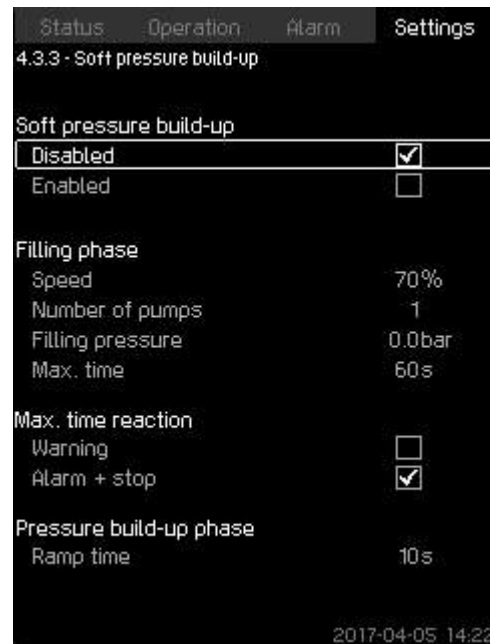 Status Operation Alarm Settings
4.3.3 - Soft pressure build-up
Soft pressure build-up
Disabled
Enabled
Filling phase
Speed 70%
Number of pumps 1
Filling pressure 0.0bar
Max. time 60s
Max. time reaction
Warning
Alarm + stop
Pressure build-up phase
Ramp time 10s
2017-04-05 14:22